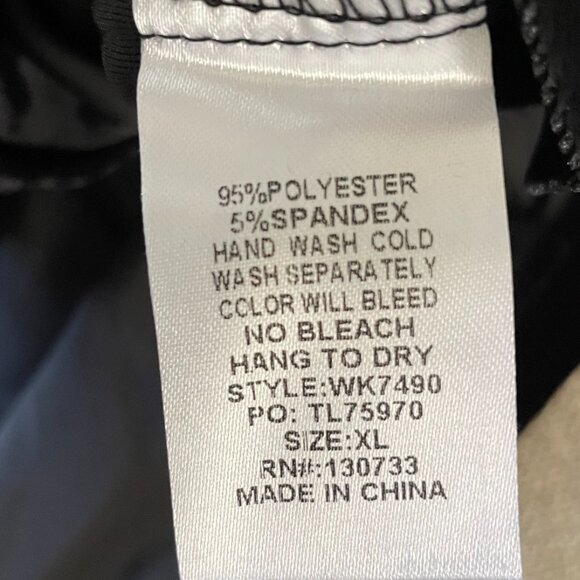 95%POLYESTER
5%SPANDEX
HAND WASH COLD
WASH SEPARATELY
COLOR WILL BLEED
NO BLEACH
HANG TO DRY
STYLE:WK7490
PO: TL75970
SIZE:XL
RN#:130733
MADE IN CHINA